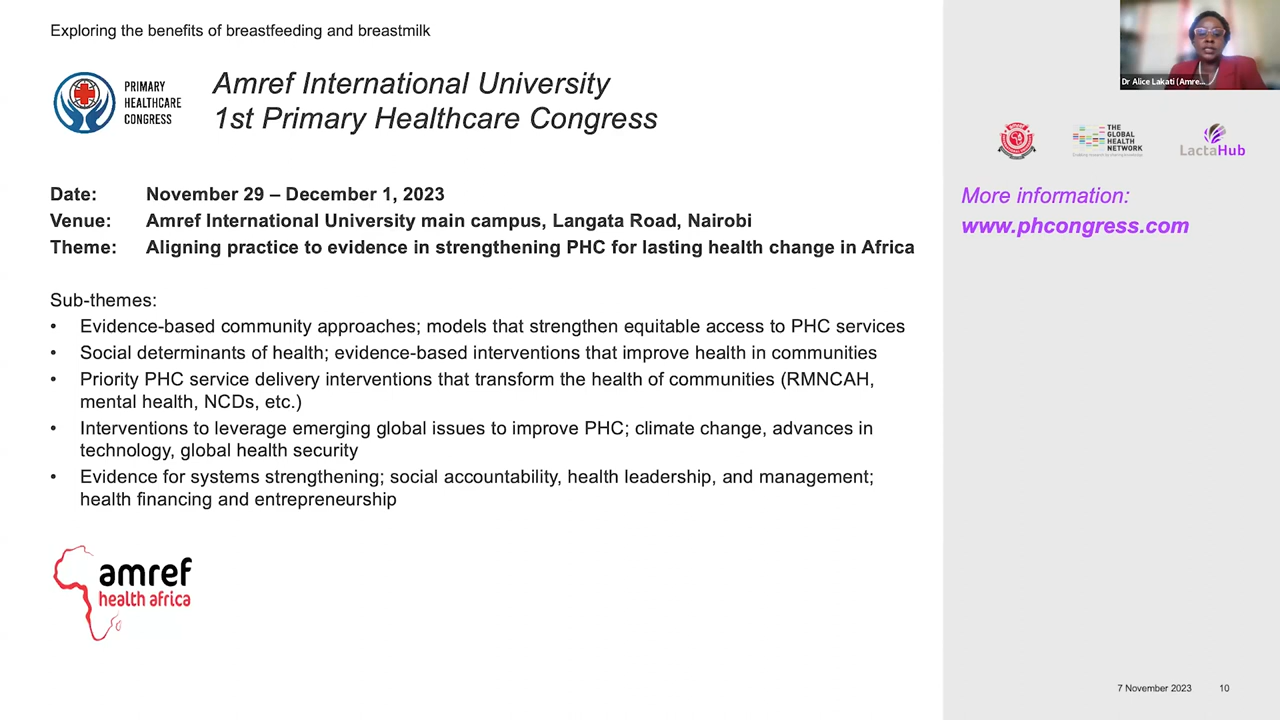 Exploring the benefits of breastfeeding and breastmilk
Dr Alice Lakati (Amre...
PRIMARY
HEALTHCARE
CONGRESS
Amref International University
1st Primary Healthcare Congress
THE
GLOBAL
HEALTH
NETWORK
LactaHub
Date: November 29 – December 1, 2023
Venue: Amref International University main campus, Langata Road, Nairobi
Theme: Aligning practice to evidence in strengthening PHC for lasting health change in Africa
More information:
www.phcongress.com
Sub-themes:
• Evidence-based community approaches; models that strengthen equitable access to PHC services
• Social determinants of health; evidence-based interventions that improve health in communities
• Priority PHC service delivery interventions that transform the health of communities (RMNCAH,
mental health, NCDs, etc.)
• Interventions to leverage emerging global issues to improve PHC; climate change, advances in
technology, global health security
• Evidence for systems strengthening; social accountability, health leadership, and management;
health financing and entrepreneurship
amref
health africa
7 November 2023 10